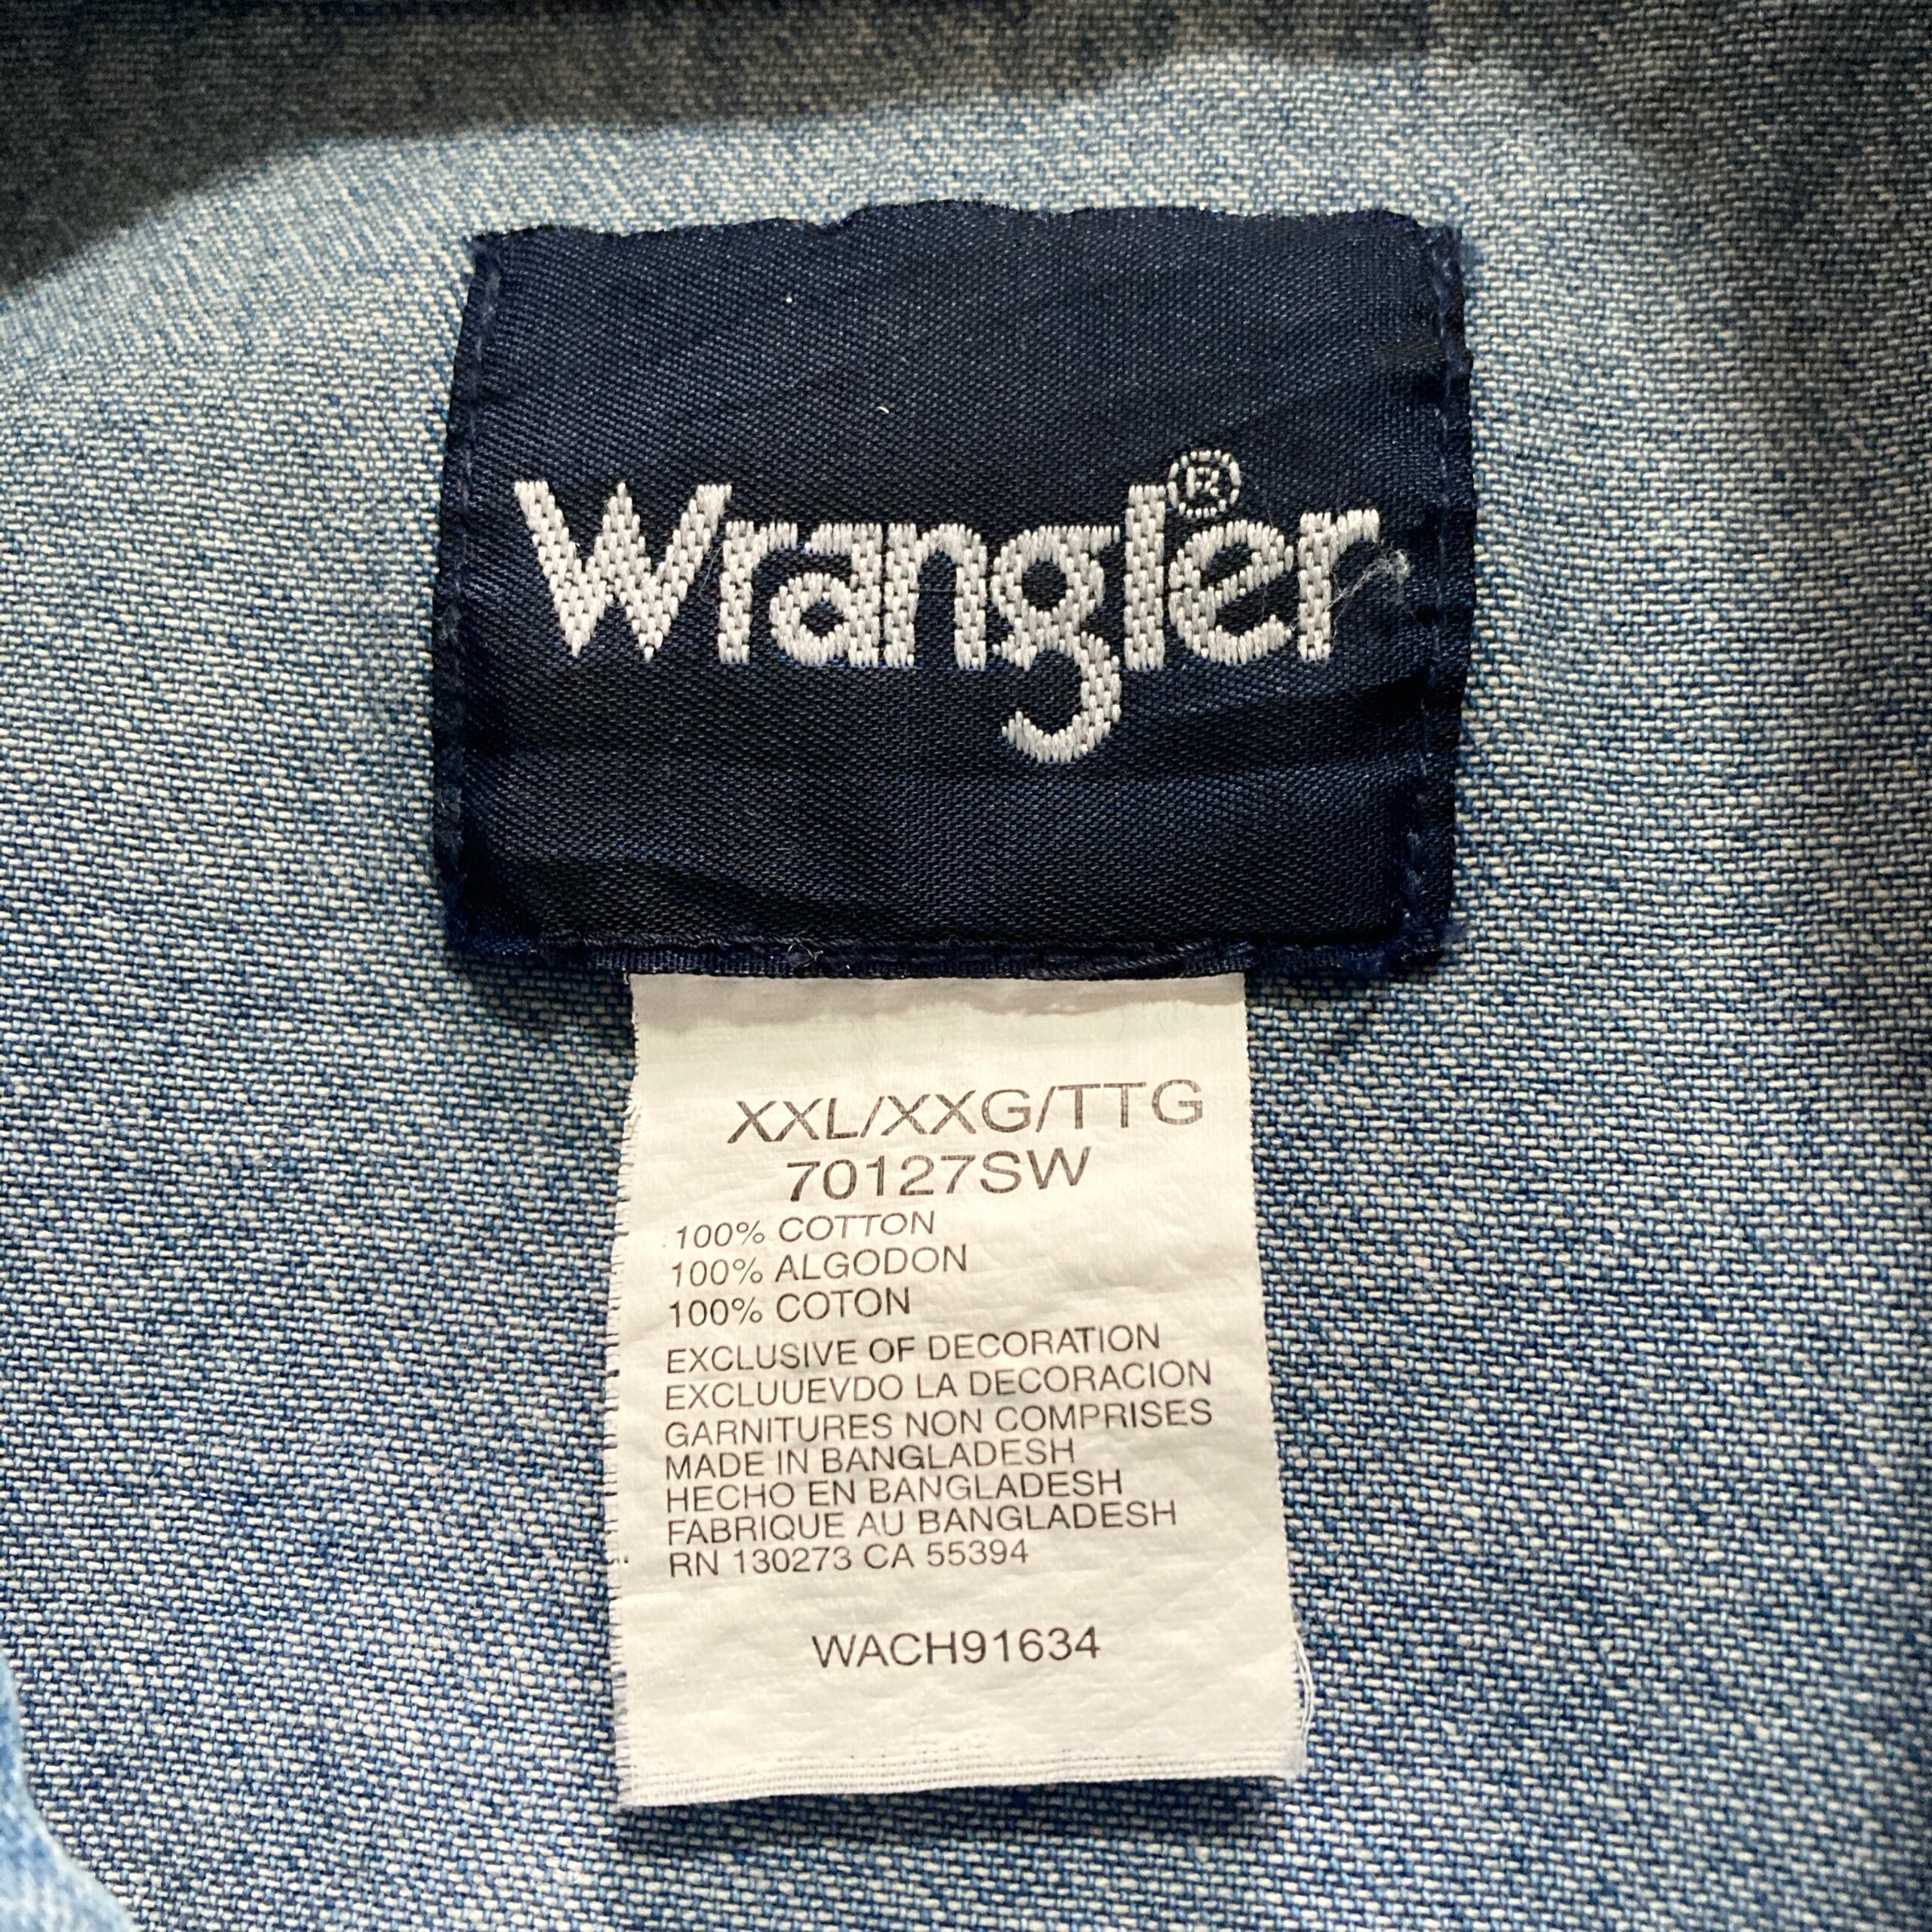 Wrangler®
XXL/XXG/TTG
70127SW
100% COTTON
100% ALGODON
100% COTON
EXCLUSIVE OF DECORATION
EXCLUUEVDO LA DECORACION
GARNITURES NON COMPRISES
MADE IN BANGLADESH
HECHO EN BANGLADESH
FABRIQUE AU BANGLADESH
RN 130273 CA 55394
WACH91634